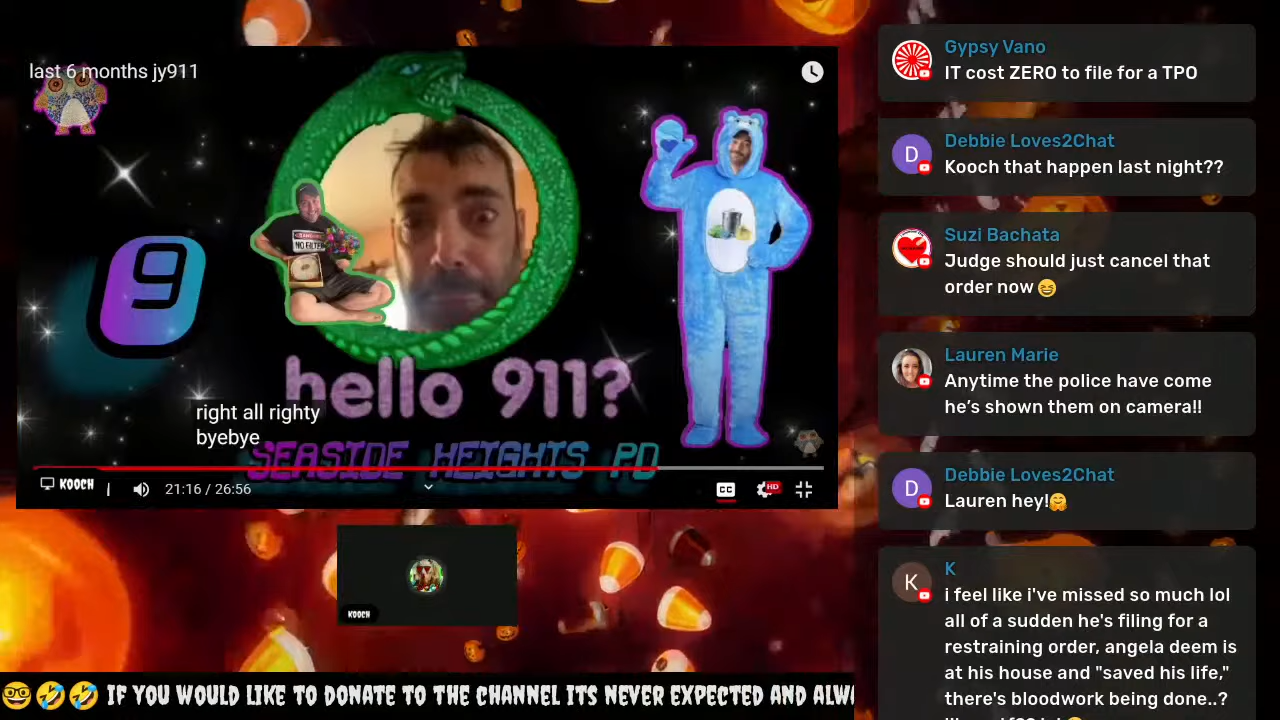 last 6 months jy911
9
NO FILTER
hello 911?
right all righty
byebye
SEASIDE HEIGHTS PD
KOOCH
21:16 / 26:56
CC
HD
KOOCH
IF YOU WOULD LIKE TO DONATE TO THE CHANNEL ITS NEVER EXPECTED AND ALW
Gypsy Vano
IT cost ZERO to file for a TPO
D
Debbie Loves2Chat
Kooch that happen last night??
Suzi Bachata
Judge should just cancel that
order now 😆
Lauren Marie
Anytime the police have come
he's shown them on camera!!
D
Debbie Loves2Chat
Lauren hey!🤗
K
K
i feel like i've missed so much lol
all of a sudden he's filing for a
restraining order, angela deem is
at his house and "saved his life,"
there's bloodwork being done..?